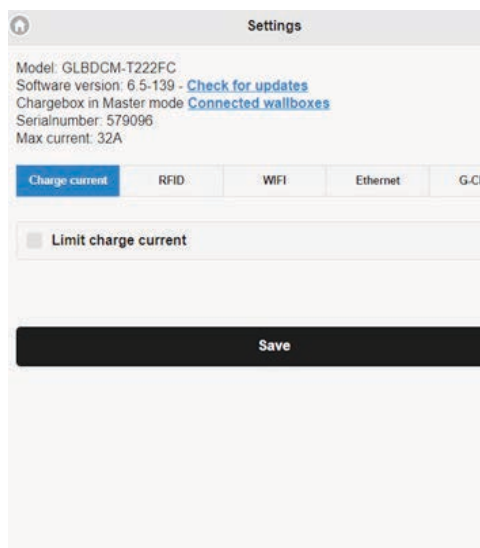 Settings
Model: GLBDCM-T222FC
Software version: 6.5-139 - Check for updates
Chargebox in Master mode Connected wallboxes
Serialnumber: 579096
Max current: 32A
Charge current RFID WIFI Ethernet
Limit charge current
Save